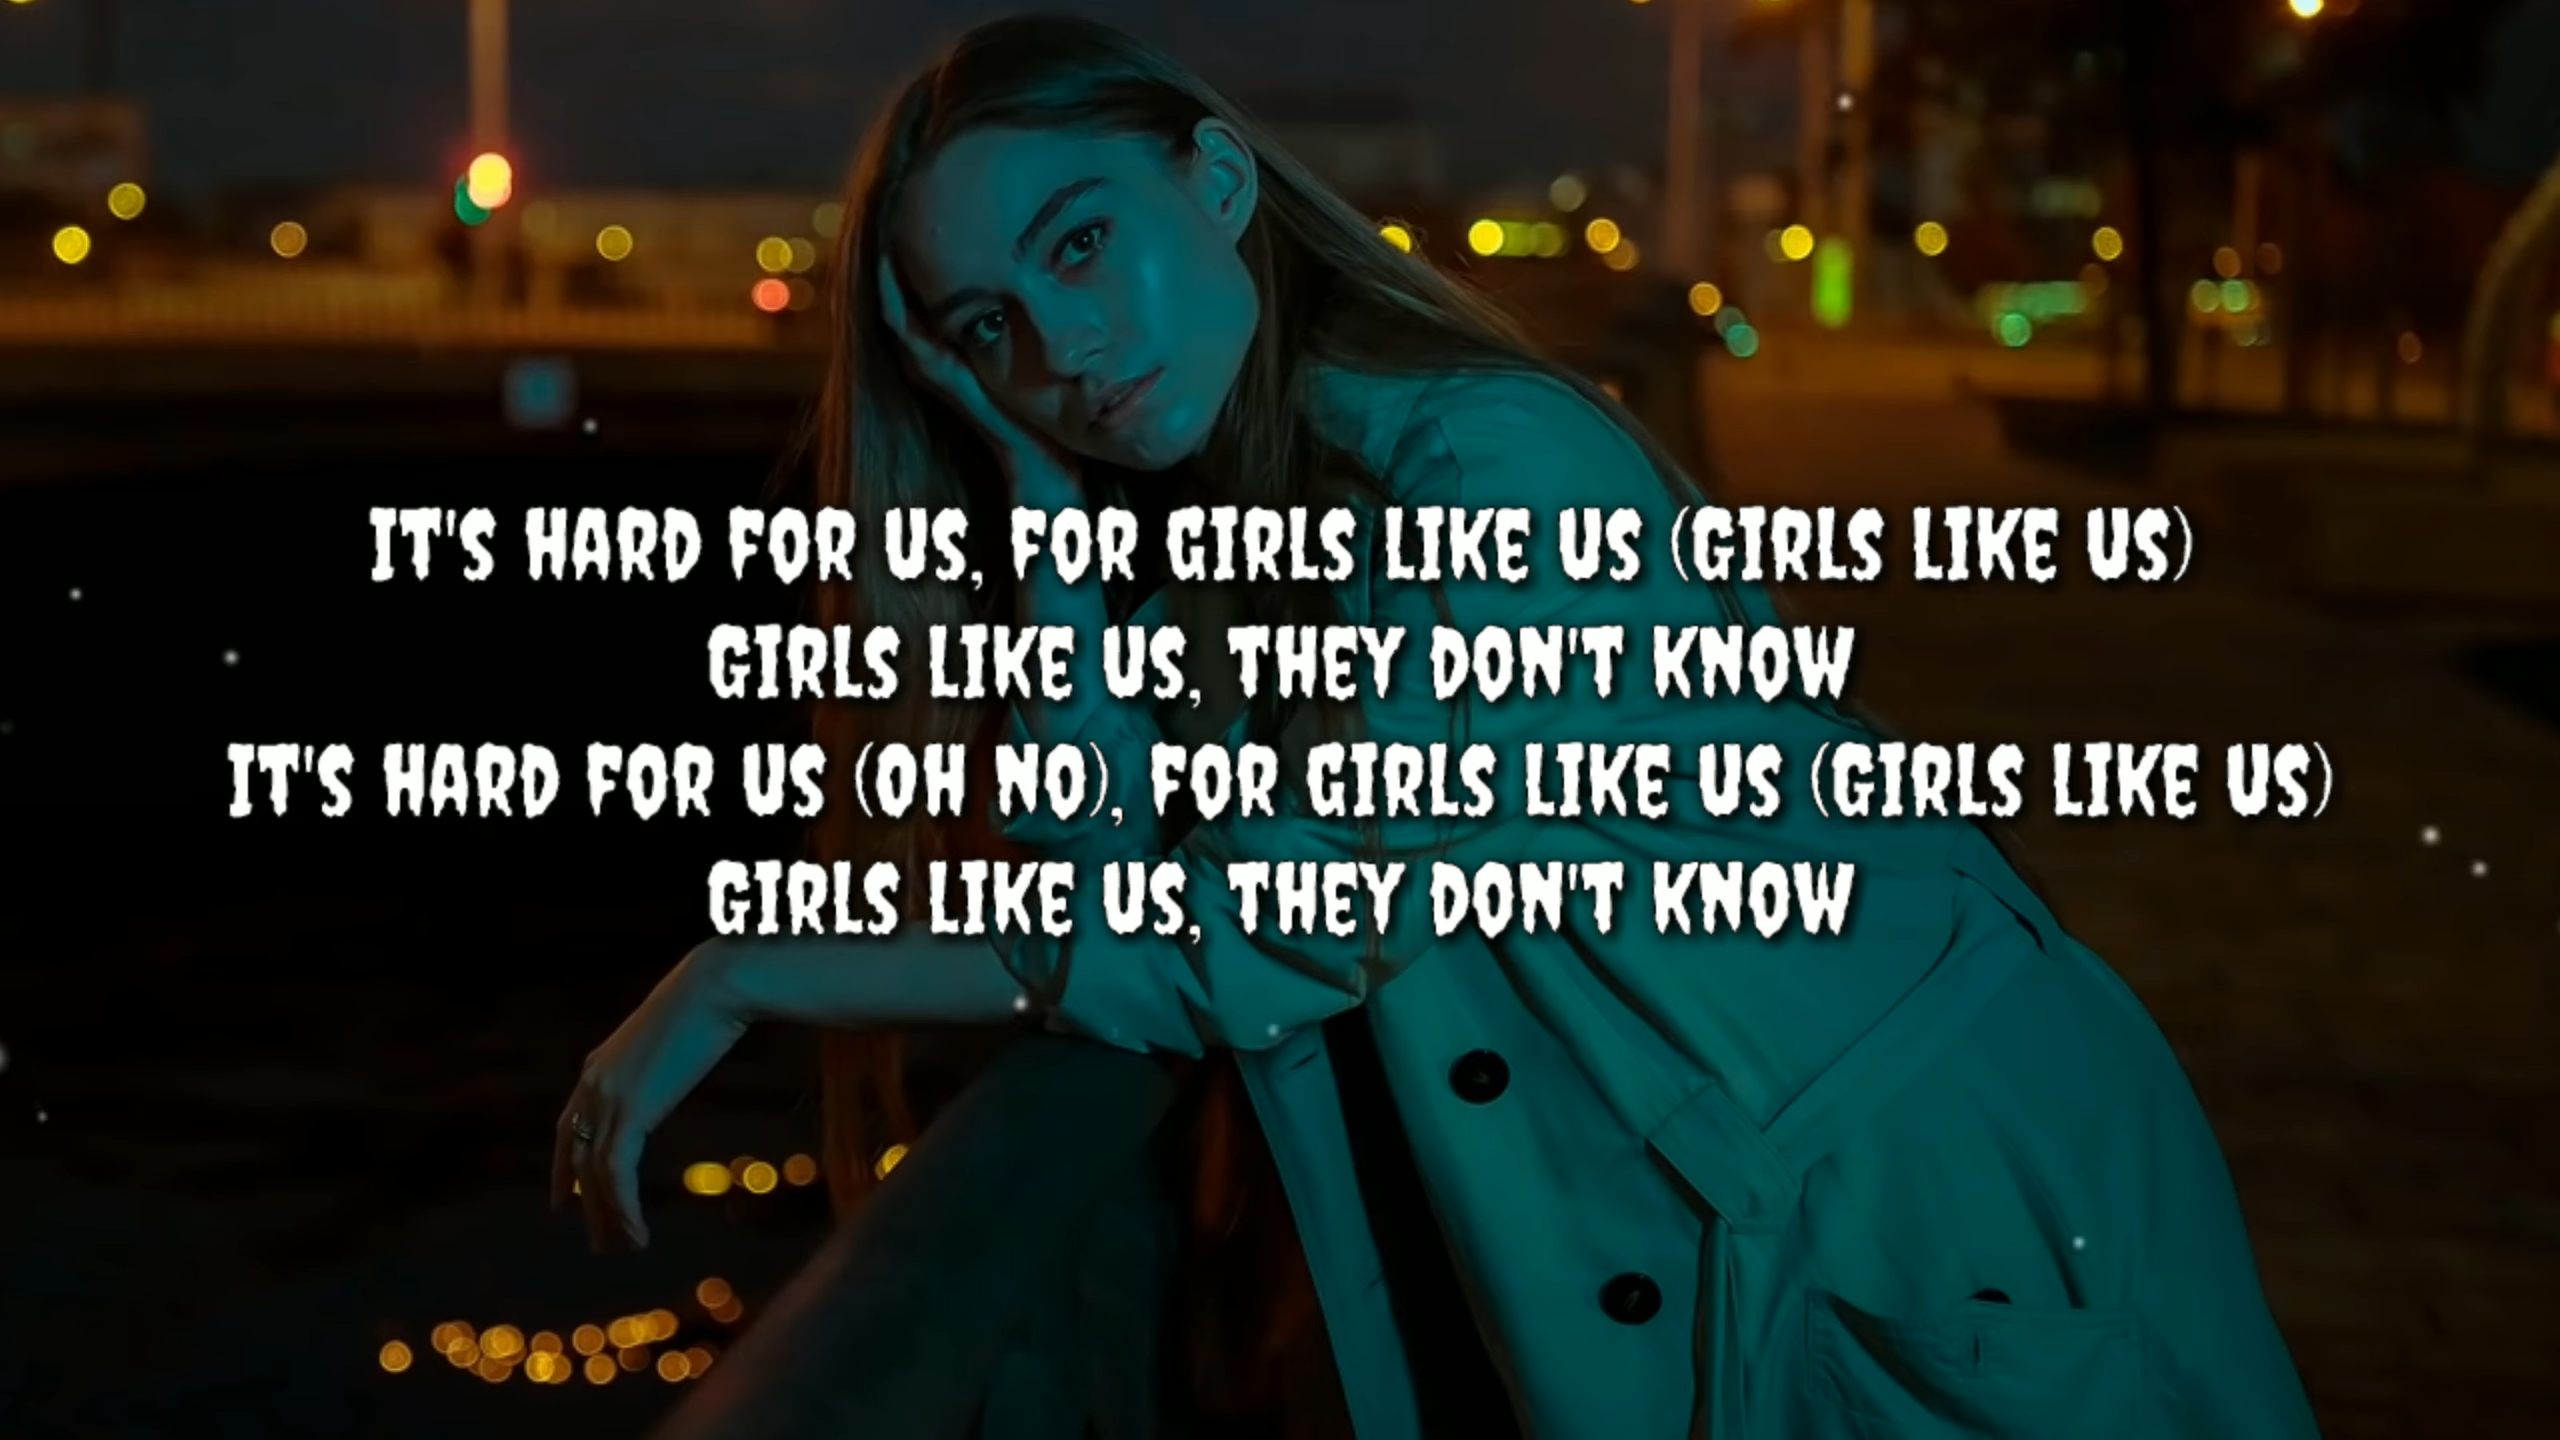 IT'S HARD FOR US, FOR GIRLS LIKE US (GIRLS LIKE US)
GIRLS LIKE US, THEY DON'T KNOW
IT'S HARD FOR US (OH NO), FOR GIRLS LIKE US (GIRLS LIKE US)
GIRLS LIKE US, THEY DON'T KNOW